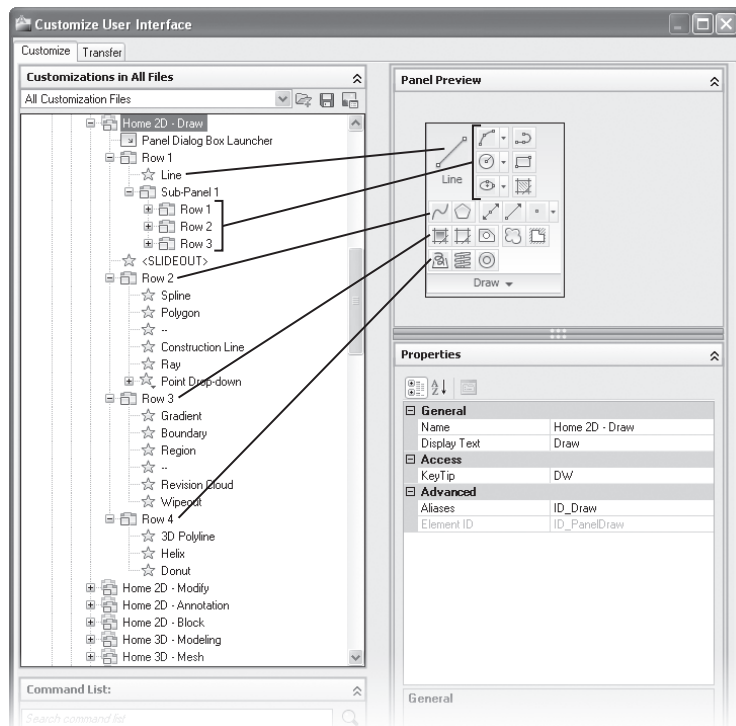 Customize User Interface
Customize Transfer
Customizations in All Files
All Customization Files
Home 2D - Draw
Panel Dialog Box Launcher
Row 1
Line
Sub-Panel 1
Row 1
Row 2
Row 3
<SLIDEOUT>
Row 2
Spline
Polygon
--
Construction Line
Ray
Point Drop-down
Row 3
Gradient
Boundary
Region
--
Revision Cloud
Wipeout
Row 4
3D Polyline
Helix
Donut
Home 2D - Modify
Home 2D - Annotation
Home 2D - Block
Home 3D - Modeling
Home 3D - Mesh
Command List:
Search command list
Panel Preview
Line
Draw
Properties
General
Name Home 2D - Draw
Display Text Draw
Access
KeyTip DW
Advanced
Aliases ID_Draw
Element ID ID_PanelDraw
General